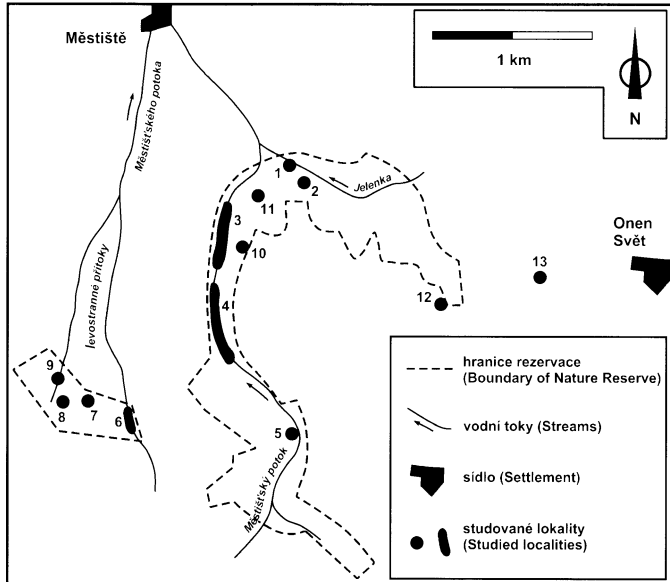 Městiště
1 km
N
Městišťského potoka
levostranné přítoky
Jelenka
1
2
11
3
10
4
12
13
Onen
Svět
9
8
7
6
5
Městišťský potok
hranice rezervace
(Boundary of Nature Reserve)
vodní toky (Streams)
sídlo (Settlement)
studované lokality
(Studied localities)